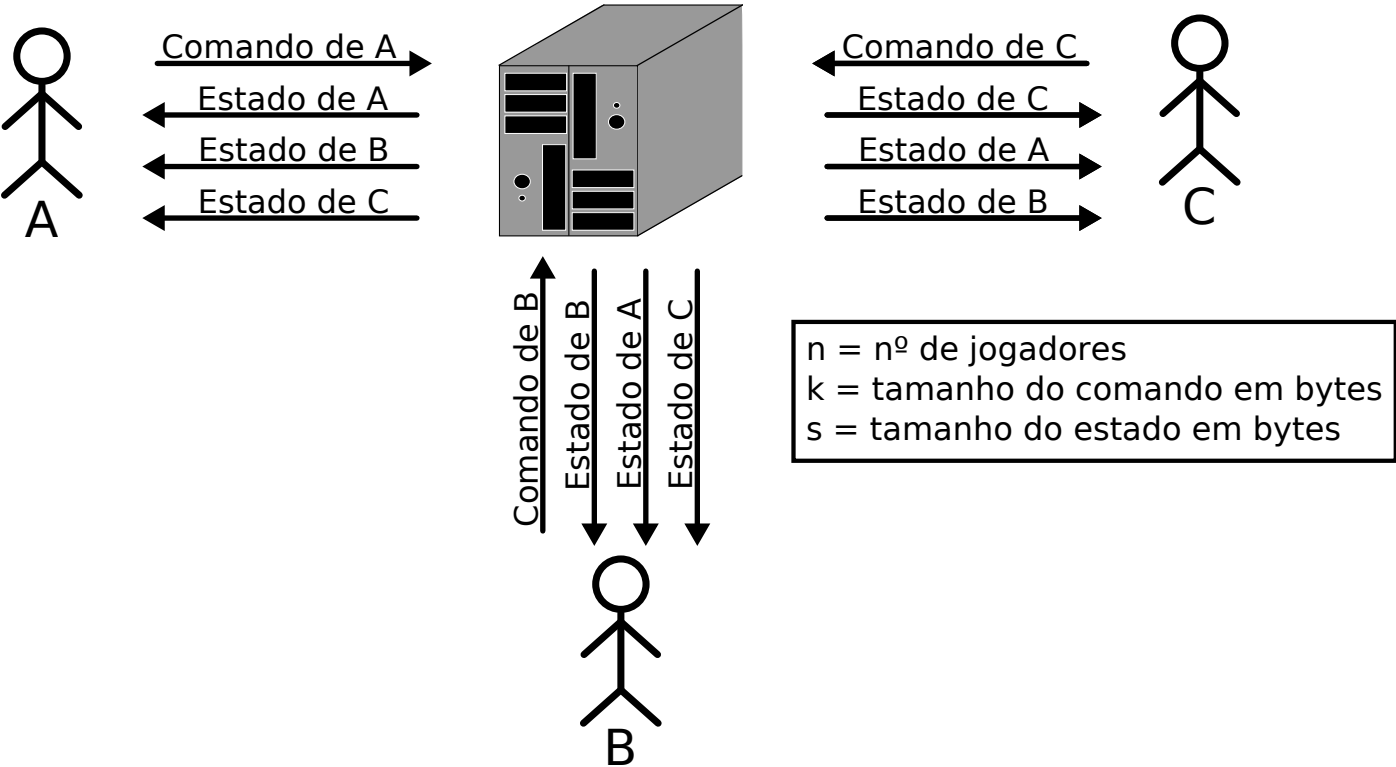 Comando de A
Estado de A
Estado de B
Estado de C
A
Comando de C
Estado de C
Estado de A
Estado de B
C
Comando de B
Estado de B
Estado de A
Estado de C
B
n = nº de jogadores
k = tamanho do comando em bytes
s = tamanho do estado em bytes